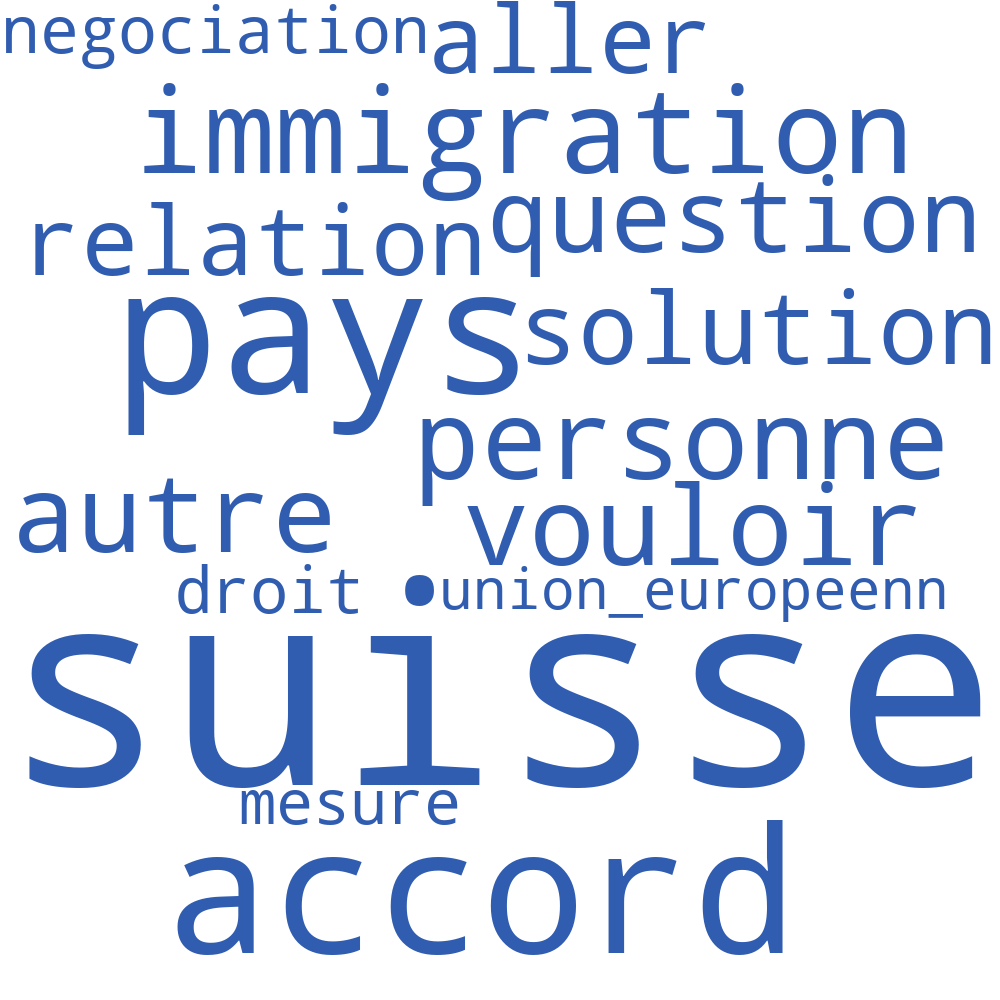 negociation aller
immigration
relation question
pays solution
personne
autre vouloir
droit union_europeenn
suisse
mesure
accord